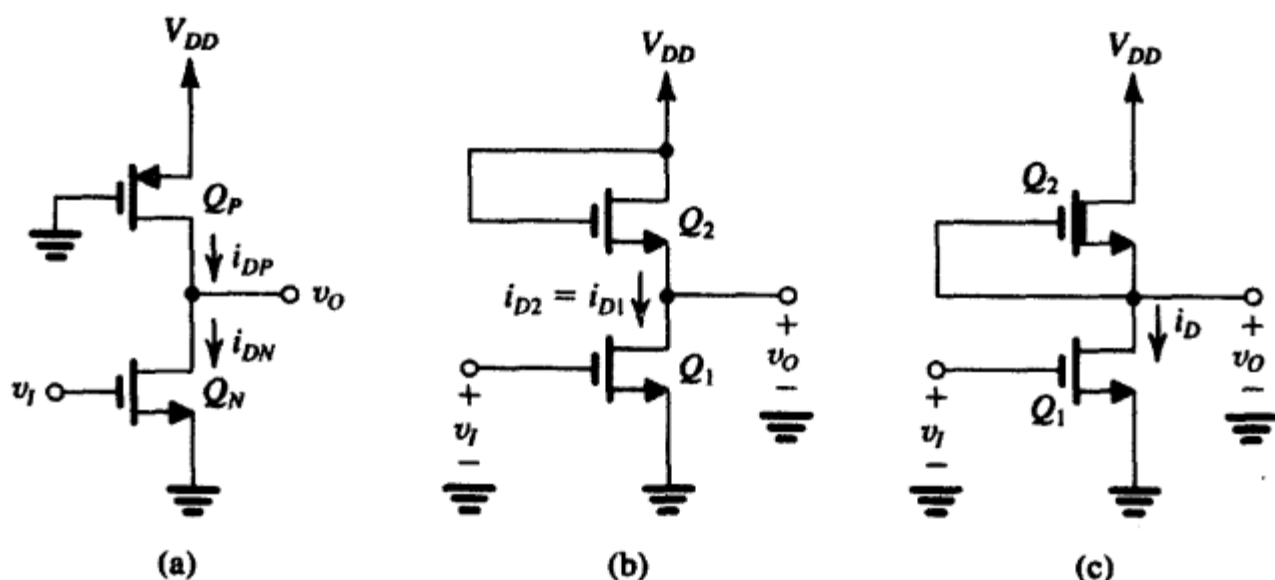 V_DD
Q_P
i_DP
v_O
i_DN
v_I
Q_N
(a)
V_DD
Q_2
i_D2 = i_D1
Q_1
+
v_O
−
+
v_I
−
(b)
V_DD
Q_2
i_D
+
v_O
−
Q_1
+
v_I
−
(c)